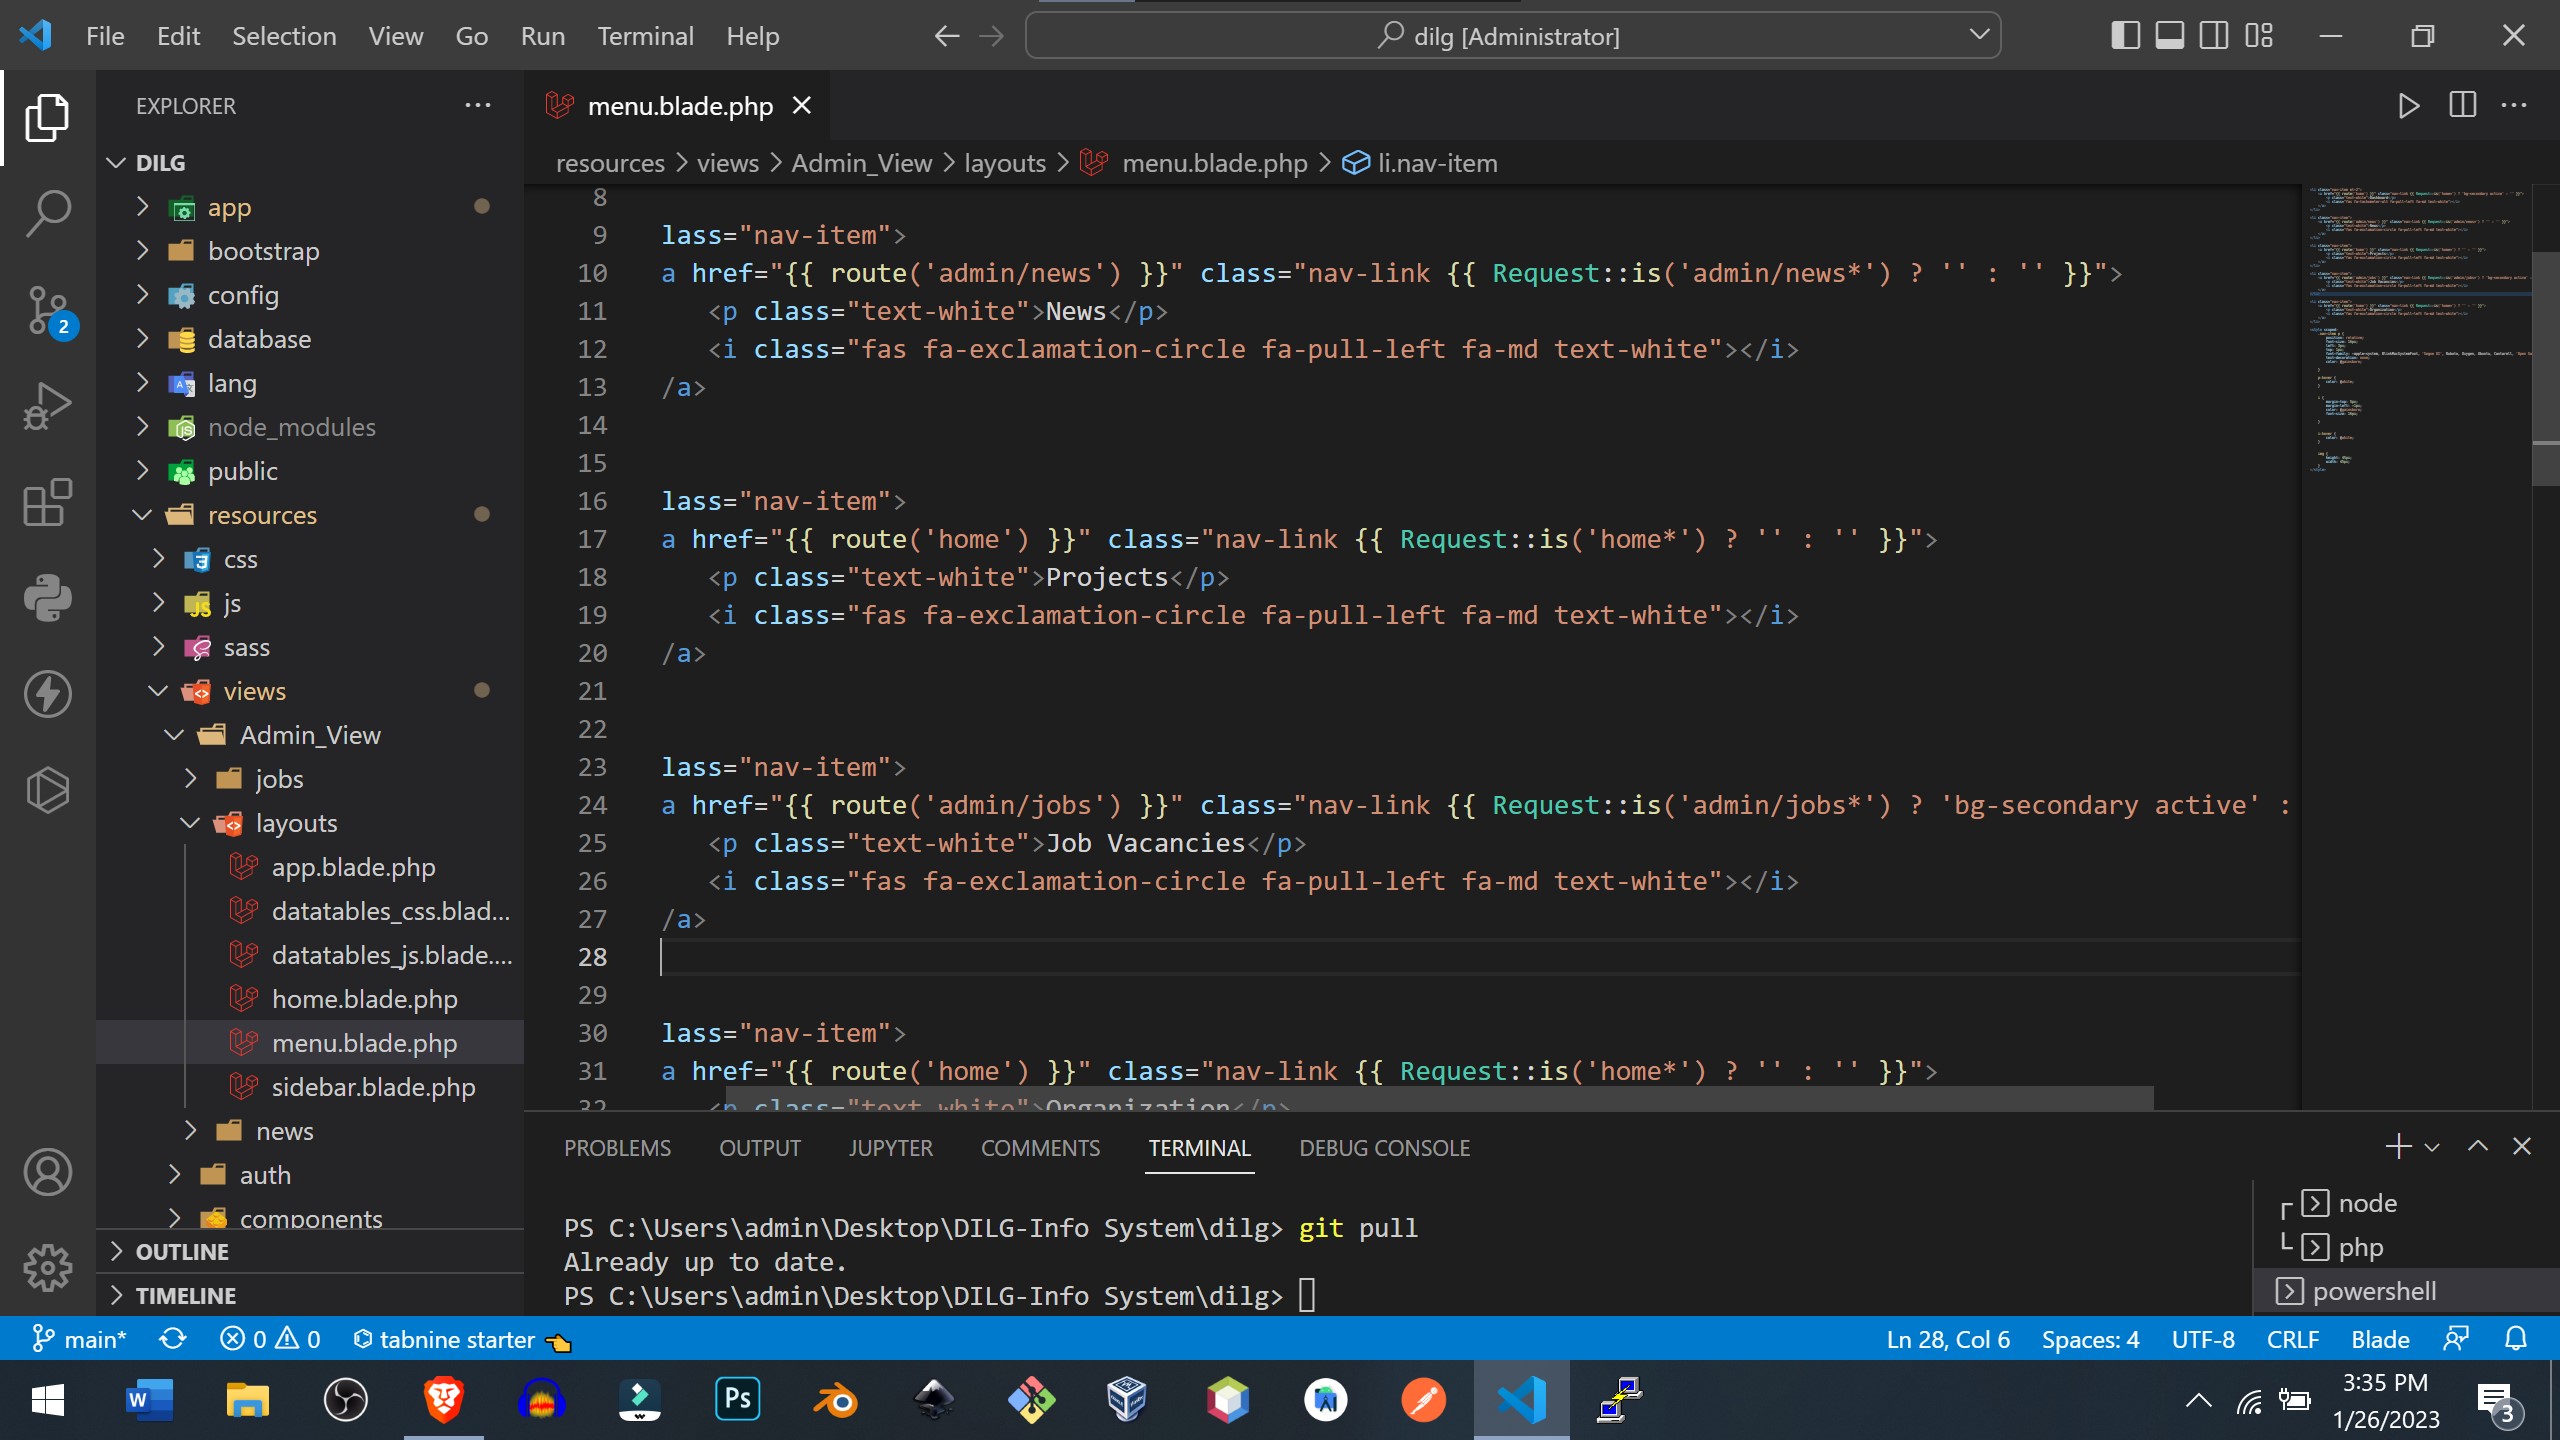 File Edit Selection View Go Run Terminal Help
dilg [Administrator]
EXPLORER
DILG
app
bootstrap
config
database
lang
node_modules
public
resources
css
js
sass
views
Admin_View
jobs
layouts
app.blade.php
datatables_css.blad...
datatables_js.blade....
home.blade.php
menu.blade.php
sidebar.blade.php
news
auth
components
OUTLINE
TIMELINE
2
menu.blade.php
resources > views > Admin_View > layouts > menu.blade.php > li.nav-item
8
9 lass="nav-item">
10 a href="{{ route('admin/news') }}" class="nav-link {{ Request::is('admin/news*') ? '' : '' }}">
11 <p class="text-white">News</p>
12 <i class="fas fa-exclamation-circle fa-pull-left fa-md text-white"></i>
13 /a>
14
15
16 lass="nav-item">
17 a href="{{ route('home') }}" class="nav-link {{ Request::is('home*') ? '' : '' }}">
18 <p class="text-white">Projects</p>
19 <i class="fas fa-exclamation-circle fa-pull-left fa-md text-white"></i>
20 /a>
21
22
23 lass="nav-item">
24 a href="{{ route('admin/jobs') }}" class="nav-link {{ Request::is('admin/jobs*') ? 'bg-secondary active' :
25 <p class="text-white">Job Vacancies</p>
26 <i class="fas fa-exclamation-circle fa-pull-left fa-md text-white"></i>
27 /a>
28
29
30 lass="nav-item">
31 a href="{{ route('home') }}" class="nav-link {{ Request::is('home*') ? '' : '' }}">
32 <p class="text-white">Organization</p>
PROBLEMS OUTPUT JUPYTER COMMENTS TERMINAL DEBUG CONSOLE
PS C:\Users\admin\Desktop\DILG-Info System\dilg> git pull
Already up to date.
PS C:\Users\admin\Desktop\DILG-Info System\dilg>
node
php
powershell
main* 0 0 tabnine starter
Ln 28, Col 6 Spaces: 4 UTF-8 CRLF Blade
W
Ps
3:35 PM
1/26/2023
3